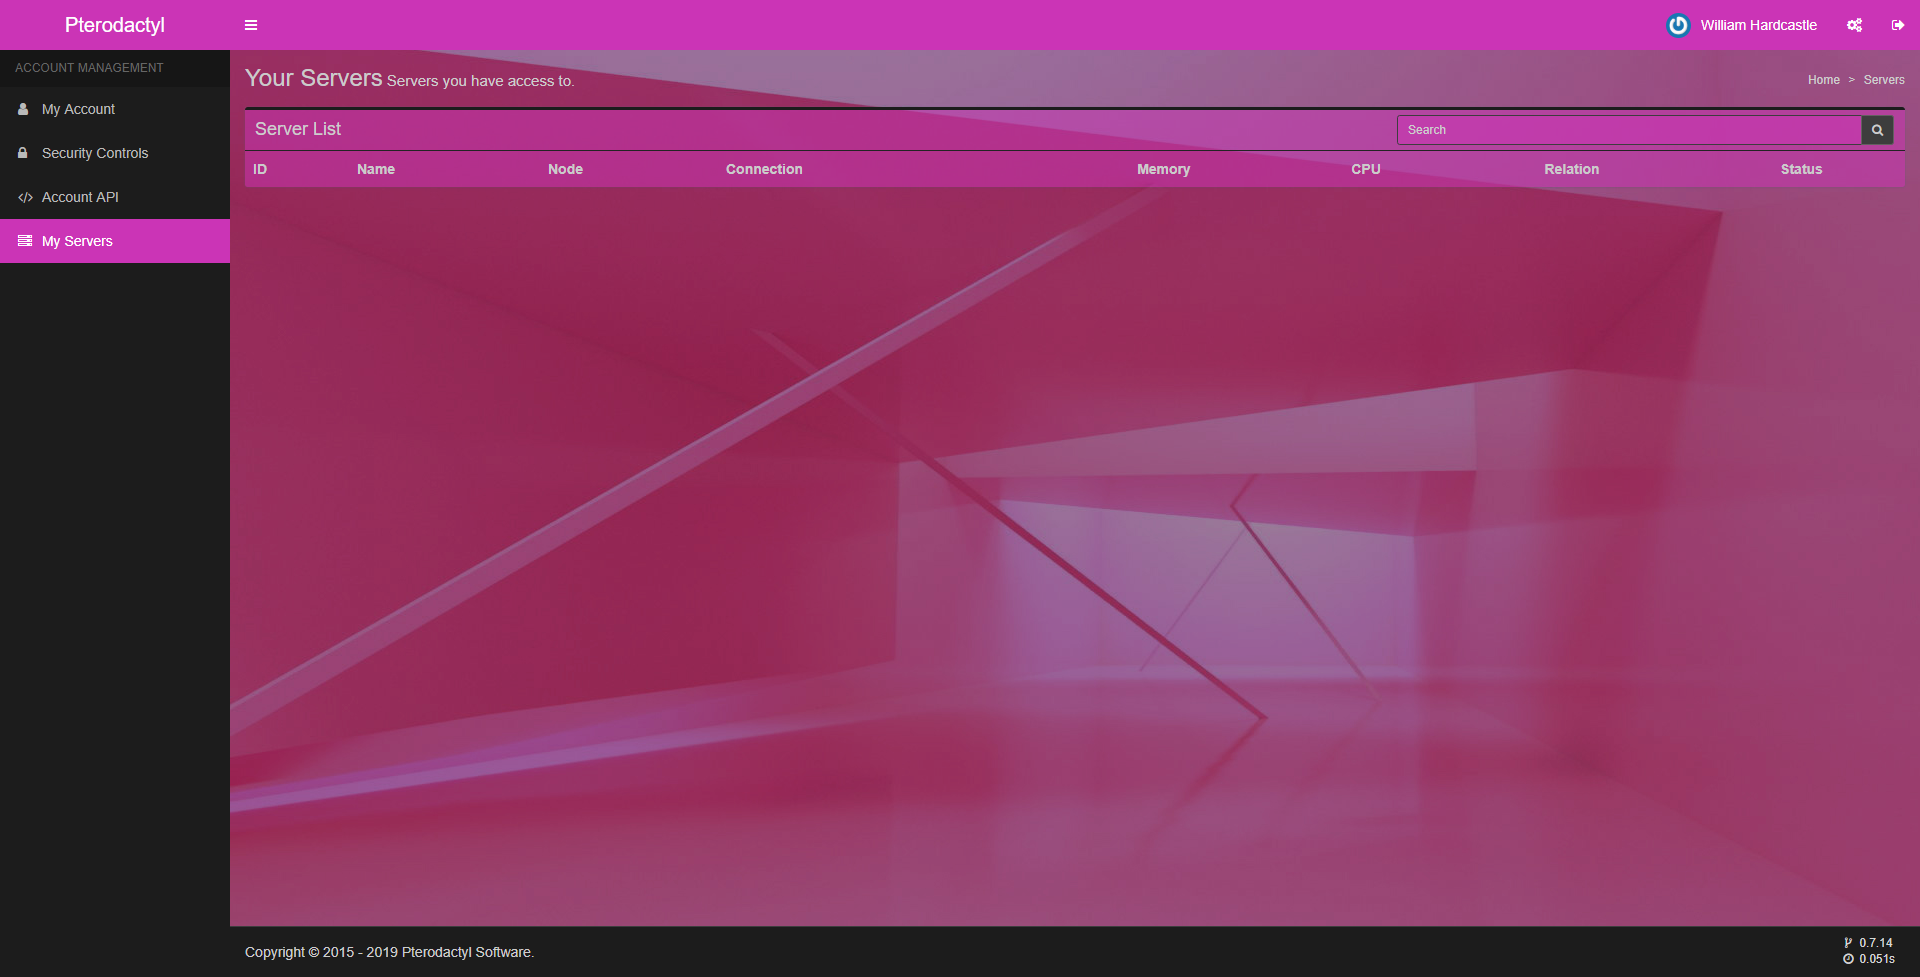 Pterodactyl
William Hardcastle
ACCOUNT MANAGEMENT
My Account
Security Controls
Account API
My Servers
Your Servers Servers you have access to.
Home > Servers
Server List
Search
ID Name Node Connection Memory CPU Relation Status
Copyright © 2015 - 2019 Pterodactyl Software.
0.7.14
0.051s